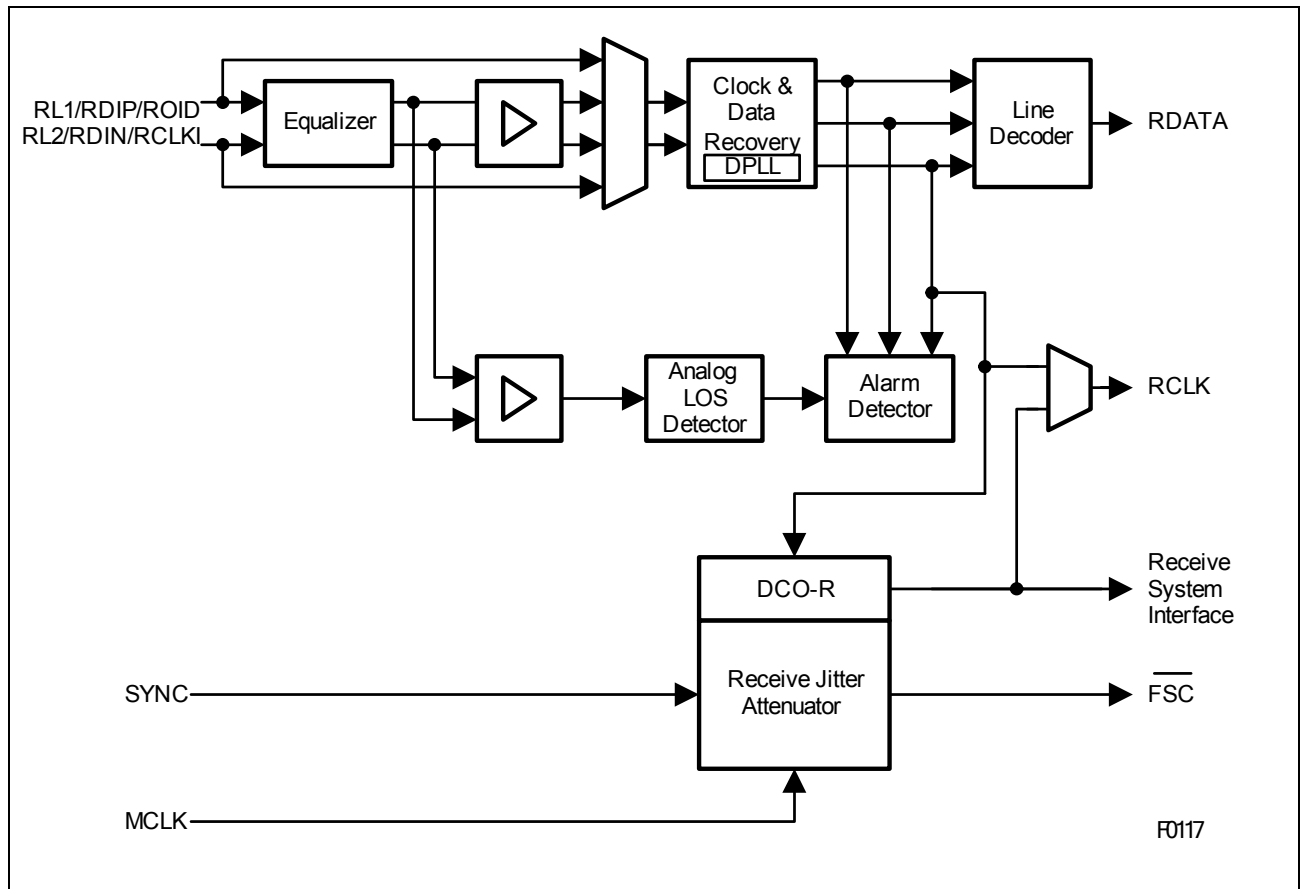 RL1/RDIP/ROID
RL2/RDIN/RCLKI
Equalizer
Clock &
Data
Recovery
DPLL
Line
Decoder
RDATA
Analog
LOS
Detector
Alarm
Detector
RCLK
DCO-R
Receive
System
Interface
SYNC
Receive Jitter
Attenuator
FSC
MCLK
F0117